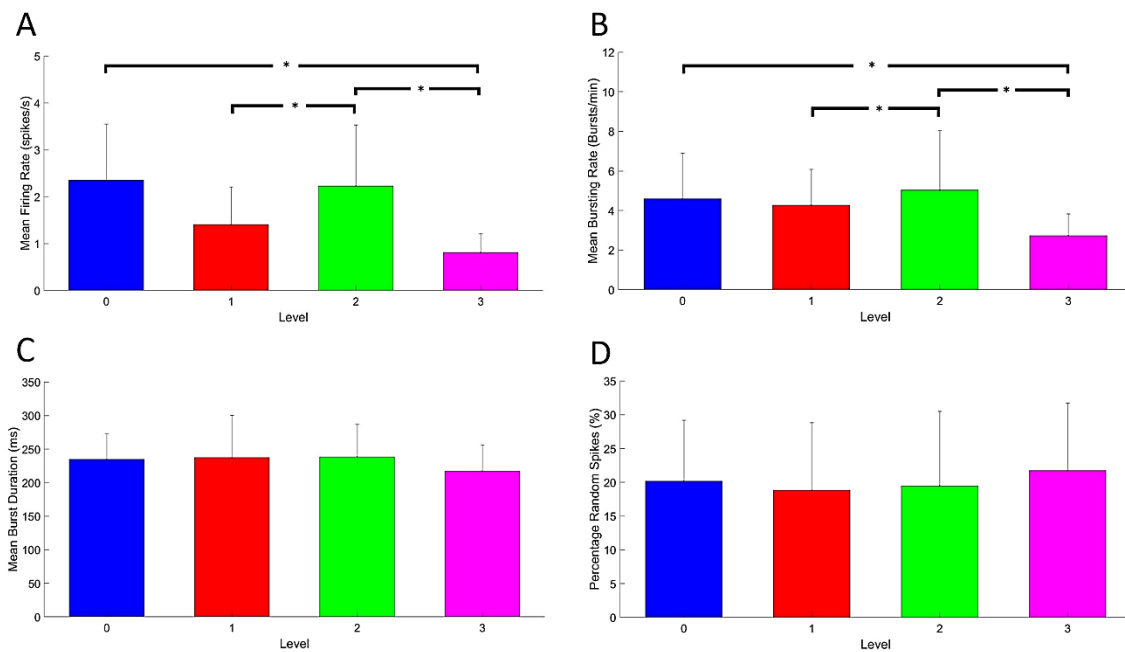 A
Mean Firing Rate (spikes/s)
5
4
3
2
1
0
*
*
*
0 1 2 3
Level
B
Mean Bursting Rate (Bursts/min)
12
10
8
6
4
2
0
*
*
*
0 1 2 3
Level
C
Mean Burst Duration (ms)
350
300
250
200
150
100
50
0
0 1 2 3
Level
D
Percentage Random Spikes (%)
35
30
25
20
15
10
5
0
0 1 2 3
Level